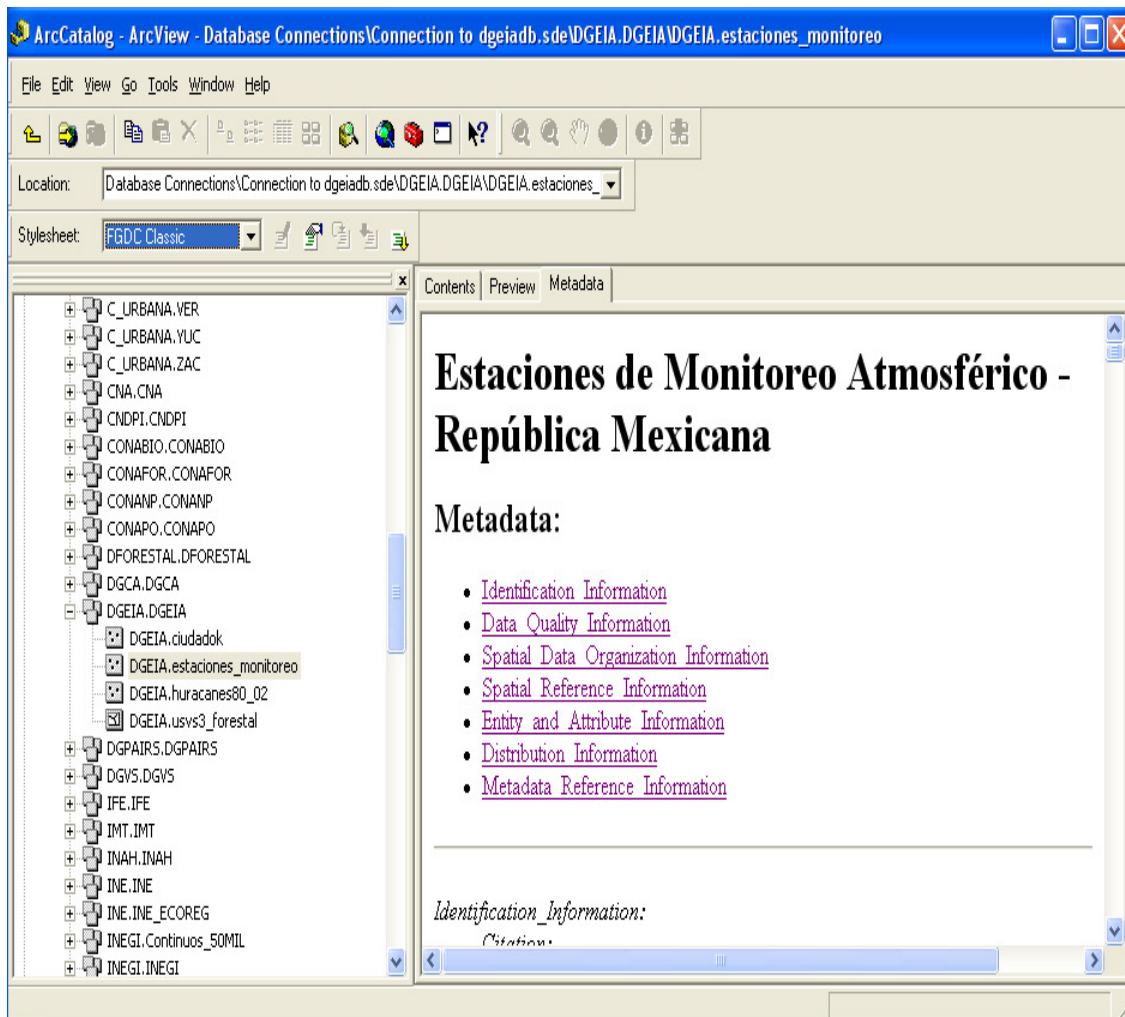 ArcCatalog - ArcView - Database Connections\Connection to dgeiadb.sde\DGEIA.DGEIA\DGEIA.estaciones_monitoreo
File Edit View Go Tools Window Help
Location: Database Connections\Connection to dgeiadb.sde\DGEIA.DGEIA\DGEIA.estaciones_
Stylesheet: FGDC Classic
C_URBANA.VER
C_URBANA.YUC
C_URBANA.ZAC
CNA.CNA
CNDPI.CNDPI
CONABIO.CONABIO
CONAFOR.CONAFOR
CONANP.CONANP
CONAPO.CONAPO
DFORESTAL.DFORESTAL
DGCA.DGCA
DGEIA.DGEIA
DGEIA.ciudadok
DGEIA.estaciones_monitoreo
DGEIA.huracanes80_02
DGEIA.usvs3_forestal
DGPAIRS.DGPAIRS
DGVS.DGVS
IFE.IFE
IMT.IMT
INAH.INAH
INE.INE
INE.INE_ECOREG
INEGI.Continuos_50MIL
INEGI.INEGI
Contents Preview Metadata
Estaciones de Monitoreo Atmosférico -
República Mexicana
Metadata:
Identification Information
Data Quality Information
Spatial Data Organization Information
Spatial Reference Information
Entity and Attribute Information
Distribution Information
Metadata Reference Information
Identification_Information:
Citation: